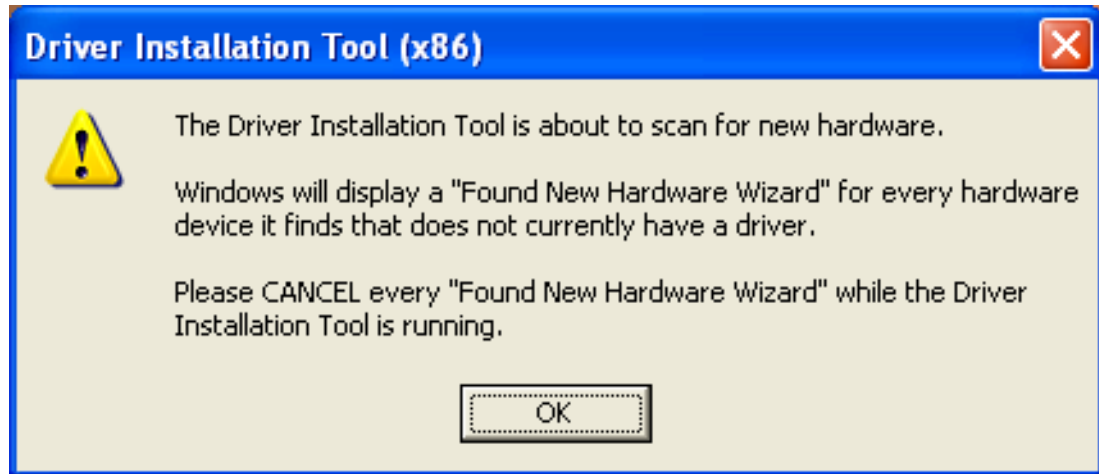 Driver Installation Tool (x86)
The Driver Installation Tool is about to scan for new hardware.
Windows will display a "Found New Hardware Wizard" for every hardware
device it finds that does not currently have a driver.
Please CANCEL every "Found New Hardware Wizard" while the Driver
Installation Tool is running.
OK